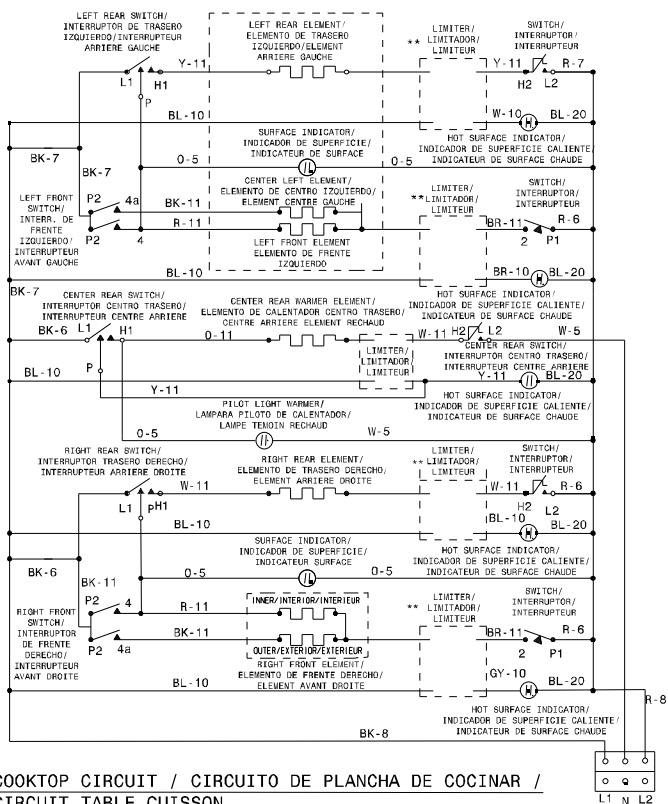 LEFT REAR SWITCH/
INTERRUPTOR DE TRASERO
IZQUIERDO/INTERRUPTEUR
ARRIERE GAUCHE
LEFT REAR ELEMENT/
ELEMENTO DE TRASERO
IZQUIERDO/ELEMENT
ARRIERE GAUCHE
LIMITER/
** LIMITADOR/
LIMITEUR
SWITCH/
INTERRUPTOR/
INTERRUPTEUR
L1 H1 Y-11 Y-11 H2 L2 R-7
P
BL-10 W-10 BL-20
SURFACE INDICATOR/
INDICADOR DE SUPERFICIE/
INDICATEUR DE SURFACE
HOT SURFACE INDICATOR/
INDICADOR DE SUPERFICIE CALIENTE/
INDICATEUR DE SURFACE CHAUDE
BK-7
BK-7
O-5 O-5
CENTER LEFT ELEMENT/
ELEMENTO DE CENTRO IZQUIERDO/
ELEMENT CENTRE GAUCHE
LIMITER/
**LIMITADOR/
LIMITEUR
SWITCH/
INTERRUPTOR/
INTERRUPTEUR
LEFT FRONT
SWITCH/
INTERR. DE
FRENTE
IZQUIERDO/
INTERRUPTEUR
AVANT GAUCHE
P2 4a BK-11
P2 4 R-11 BR-11 2 P1 R-6
LEFT FRONT ELEMENT
ELEMENTO DE FRENTE
IZQUIERDO
BL-10 BR-10 BL-20
BK-7
HOT SURFACE INDICATOR/
INDICADOR DE SUPERFICIE CALIENTE/
INDICATEUR DE SURFACE CHAUDE
CENTER REAR SWITCH/
INTERRUPTOR CENTRO TRASERO/
INTERRUPTEUR CENTRE ARRIERE
CENTER REAR WARMER ELEMENT/
ELEMENTO DE CALENTADOR CENTRO TRASERO/
CENTRE ARRIERE ELEMENT RECHAUD
BK-6 L1 H1 O-11 W-11 H2 L2 W-5
LIMITER/
LIMITADOR/
LIMITEUR
CENTER REAR SWITCH/
INTERRUPTOR CENTRO TRASERO/
INTERRUPTEUR CENTRE ARRIERE
BL-10 P Y-11 Y-11 BL-20
HOT SURFACE INDICATOR/
INDICADOR DE SUPERFICIE CALIENTE/
INDICATEUR DE SURFACE CHAUDE
PILOT LIGHT WARMER/
LAMPARA PILOTO DE CALENTADOR/
LAMPE TEMOIN RECHAUD
O-5 W-5
RIGHT REAR SWITCH/
INTERRUPTOR TRASERO DERECHO/
INTERRUPTEUR ARRIERE DROITE
RIGHT REAR ELEMENT/
ELEMENTO DE TRASERO DERECHO/
ELEMENT ARRIERE DROITE
LIMITER/
** LIMITADOR/
LIMITEUR
SWITCH/
INTERRUPTOR/
INTERRUPTEUR
L1 P H1 W-11 W-11 H2 L2 R-6
BL-10 BL-10 BL-20
SURFACE INDICATOR/
INDICADOR DE SUPERFICIE/
INDICATEUR SURFACE
HOT SURFACE INDICATOR/
INDICADOR DE SUPERFICIE CALIENTE/
INDICATEUR DE SURFACE CHAUDE
BK-6
BK-11
O-5 O-5
INNER/INTERIOR/INTERIEUR
LIMITER/
** LIMITADOR/
LIMITEUR
SWITCH/
INTERRUPTOR/
INTERRUPTEUR
RIGHT FRONT
SWITCH/
INTERRUPTOR
DE FRENTE
DERECHO/
INTERRUPTEUR
AVANT DROITE
P2 4 R-11
P2 4a BK-11 BR-11 2 P1 R-6
OUTER/EXTERIOR/EXTERIEUR
RIGHT FRONT ELEMENT/
ELEMENTO DE FRENTE DERECHO/
ELEMENT AVANT DROITE
BL-10 GY-10 BL-20
R-8
HOT SURFACE INDICATOR/
INDICADOR DE SUPERFICIE CALIENTE/
INDICATEUR DE SURFACE CHAUDE
BK-8
L1 N L2
COOKTOP CIRCUIT / CIRCUITO DE PLANCHA DE COCINAR /
CIRCUIT TABLE CUISSON